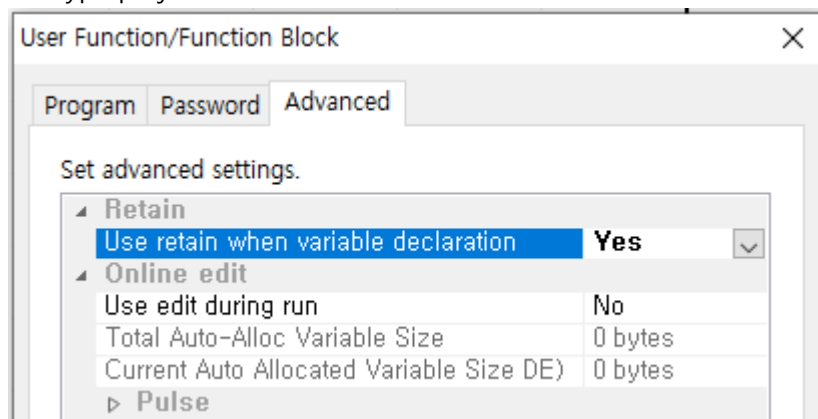 User Function/Function Block
Program Password Advanced
Set advanced settings.
Retain
Use retain when variable declaration Yes
Online edit
Use edit during run No
Total Auto-Alloc Variable Size 0 bytes
Current Auto Allocated Variable Size DE) 0 bytes
Pulse